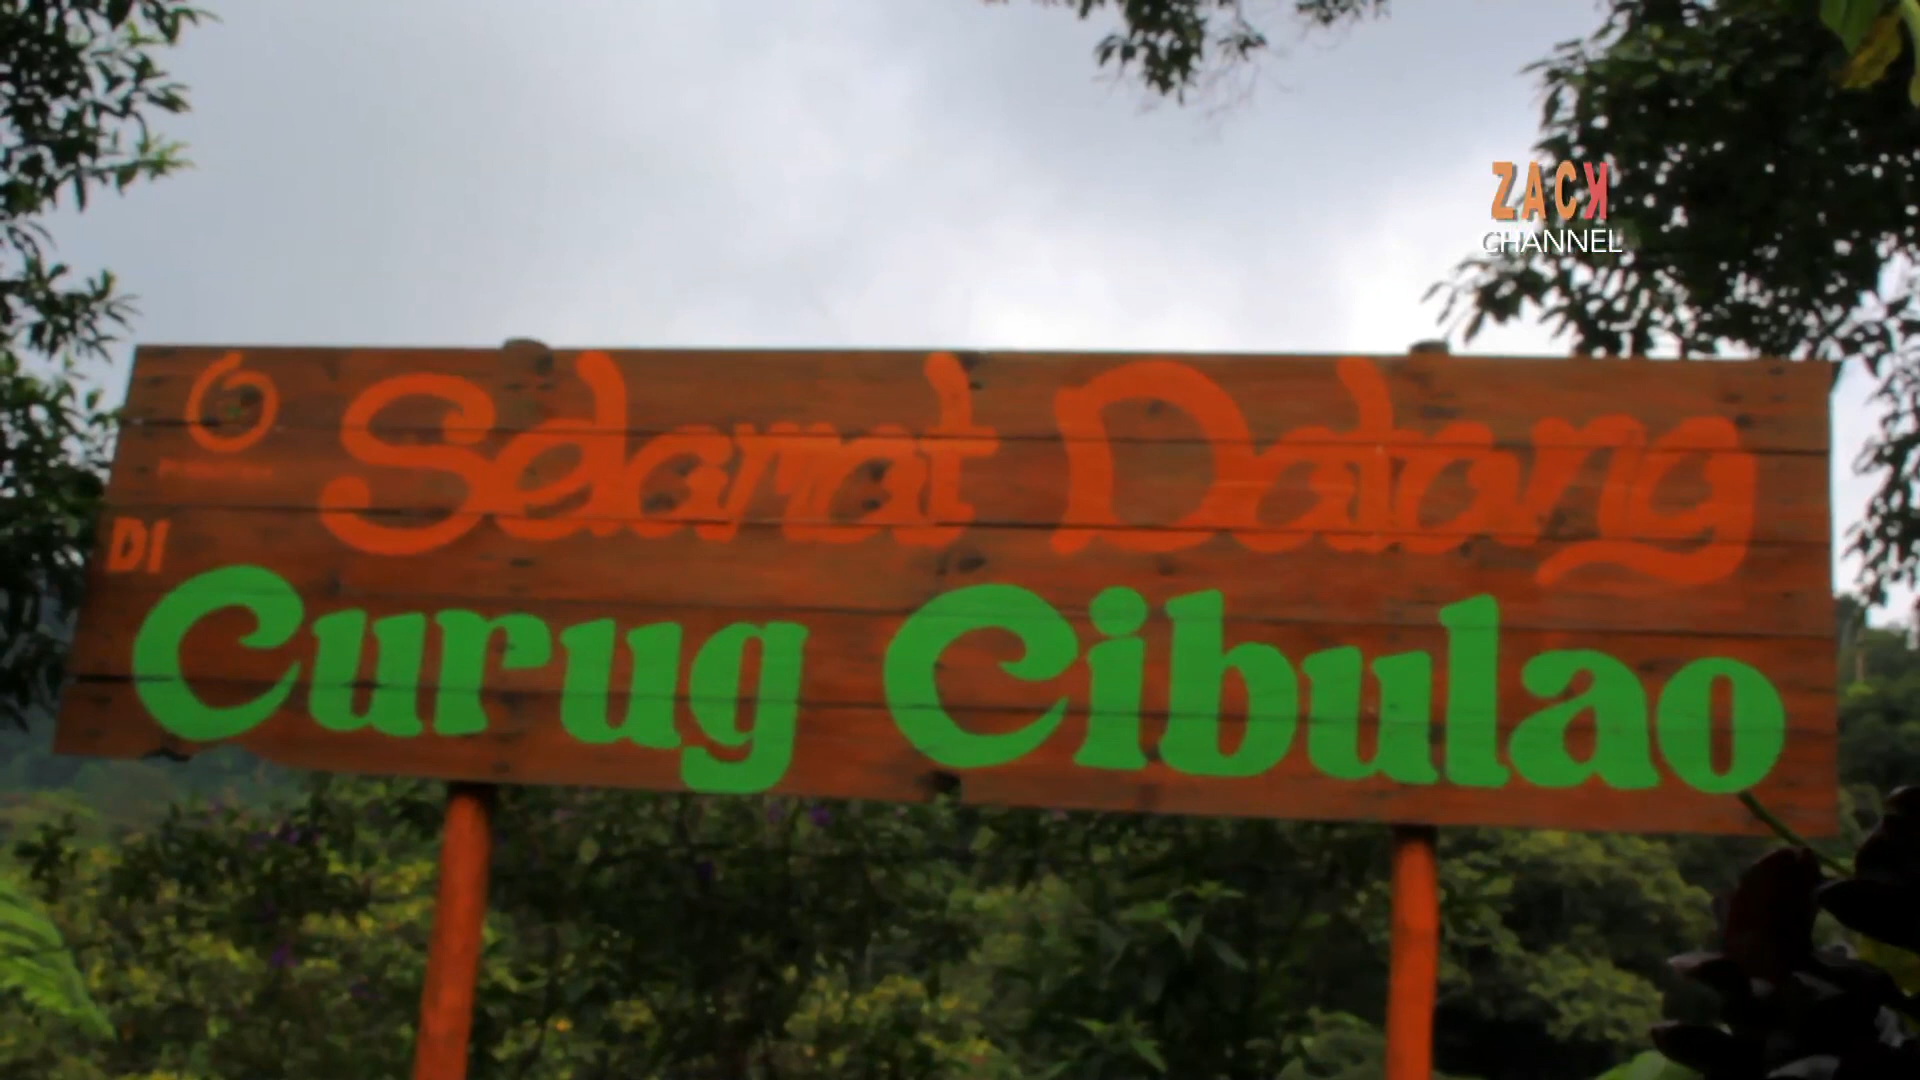 ZACK
CHANNEL
Selamat Datang
DI
Curug Cibulao